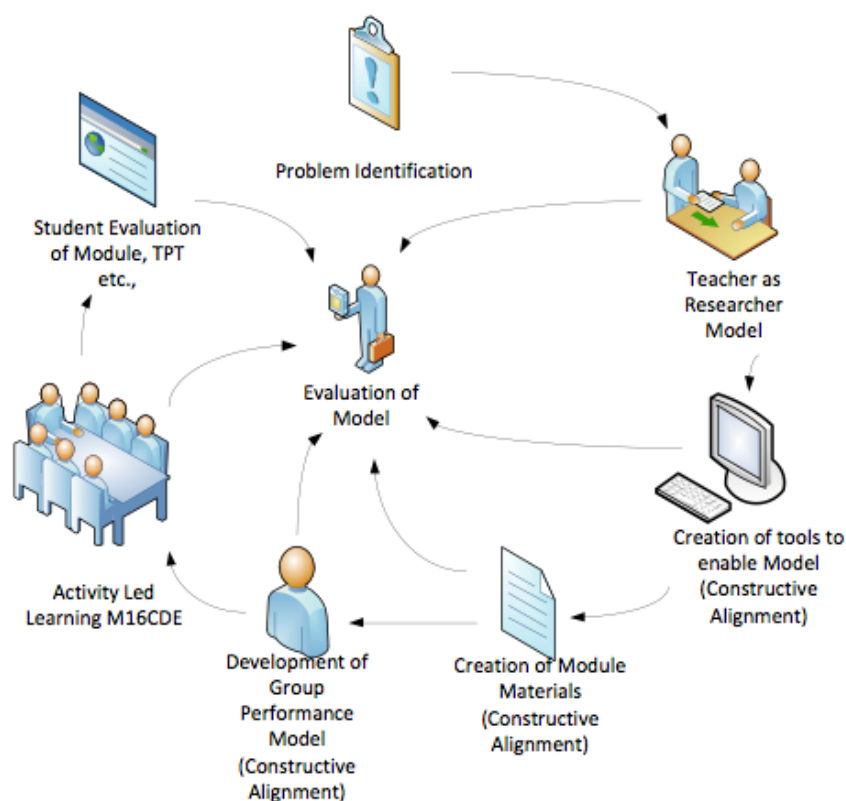 Problem Identification
Student Evaluation
of Module, TPT
etc.,
Teacher as
Researcher
Model
Evaluation of
Model
Creation of tools to
enable Model
(Constructive
Alignment)
Activity Led
Learning M16CDE
Development of
Group
Performance
Model
(Constructive
Alignment)
Creation of Module
Materials
(Constructive
Alignment)